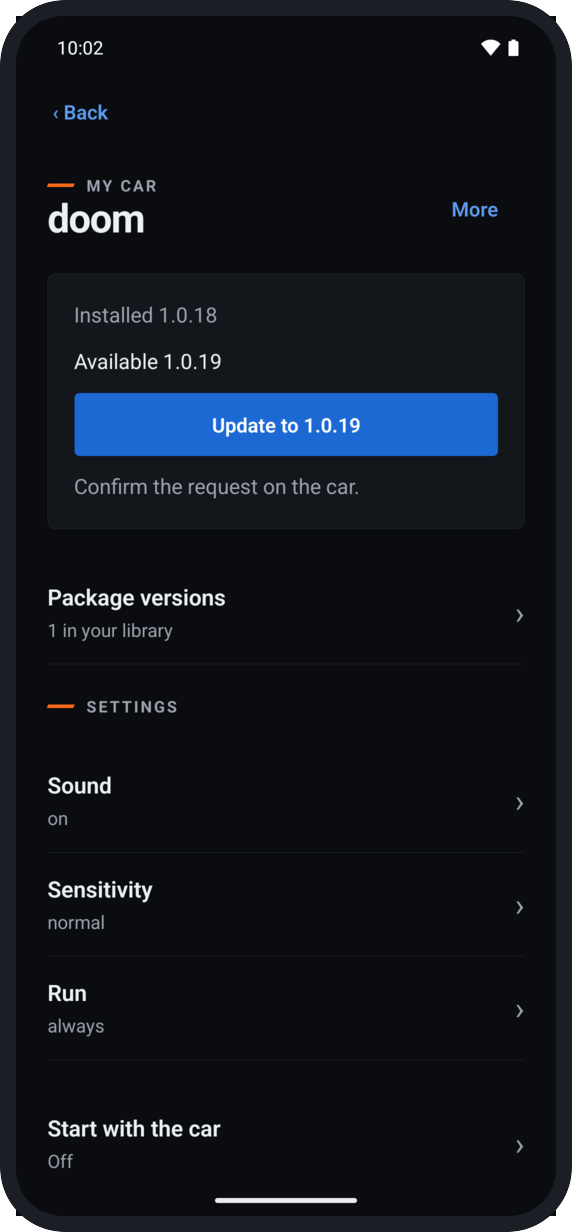 10:02
‹ Back
MY CAR
doom
More
Installed 1.0.18
Available 1.0.19
Update to 1.0.19
Confirm the request on the car.
Package versions
1 in your library
SETTINGS
Sound
on
Sensitivity
normal
Run
always
Start with the car
Off